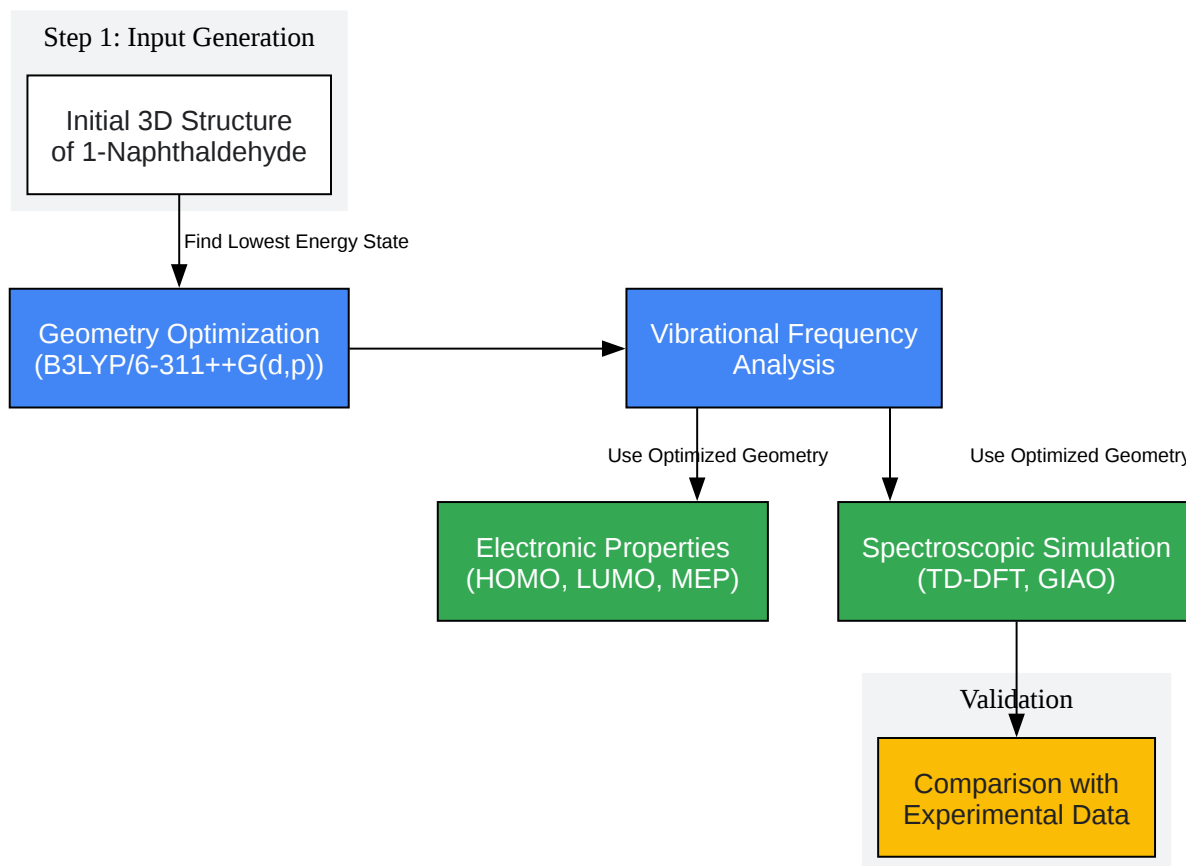 Step 1: Input Generation
Initial 3D Structure
of 1-Naphthaldehyde
Find Lowest Energy State
Geometry Optimization
(B3LYP/6-311++G(d,p))
Vibrational Frequency
Analysis
Use Optimized Geometry
Use Optimized Geometry
Electronic Properties
(HOMO, LUMO, MEP)
Spectroscopic Simulation
(TD-DFT, GIAO)
Validation
Comparison with
Experimental Data